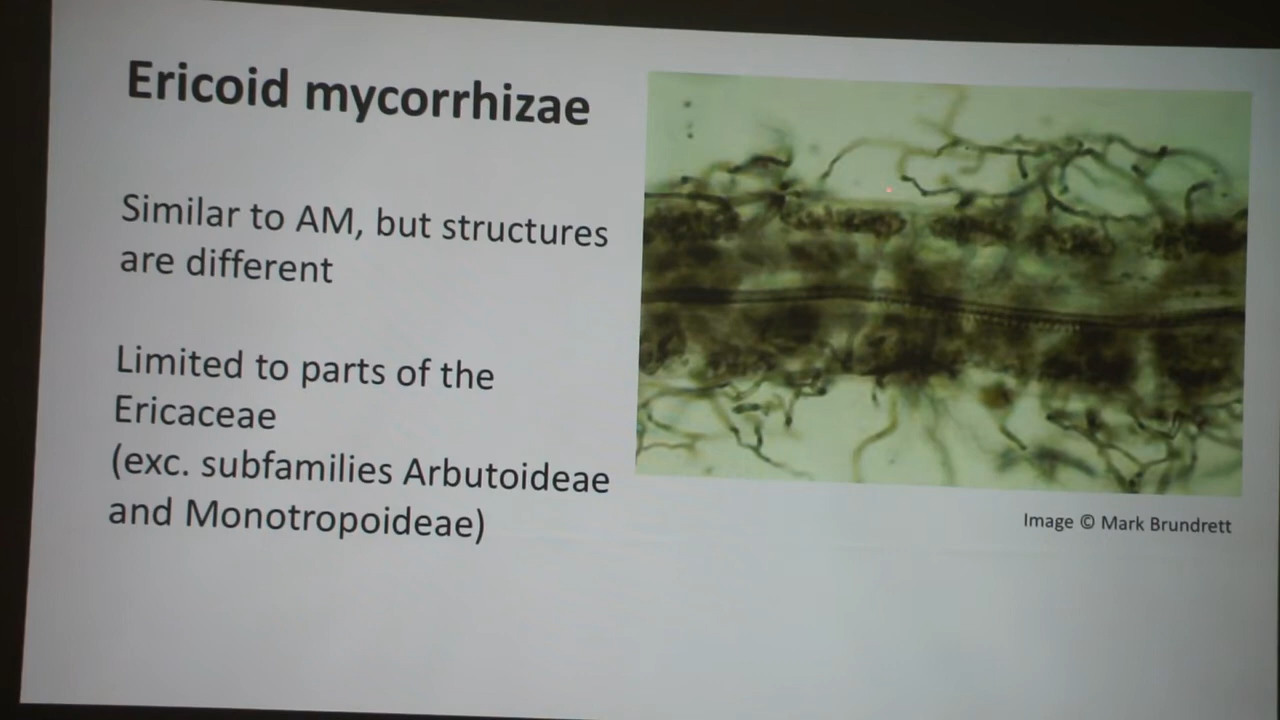 Ericoid mycorrhizae
Similar to AM, but structures
are different
Limited to parts of the
Ericaceae
(exc. subfamilies Arbutoideae
and Monotropoideae)
Image © Mark Brundrett